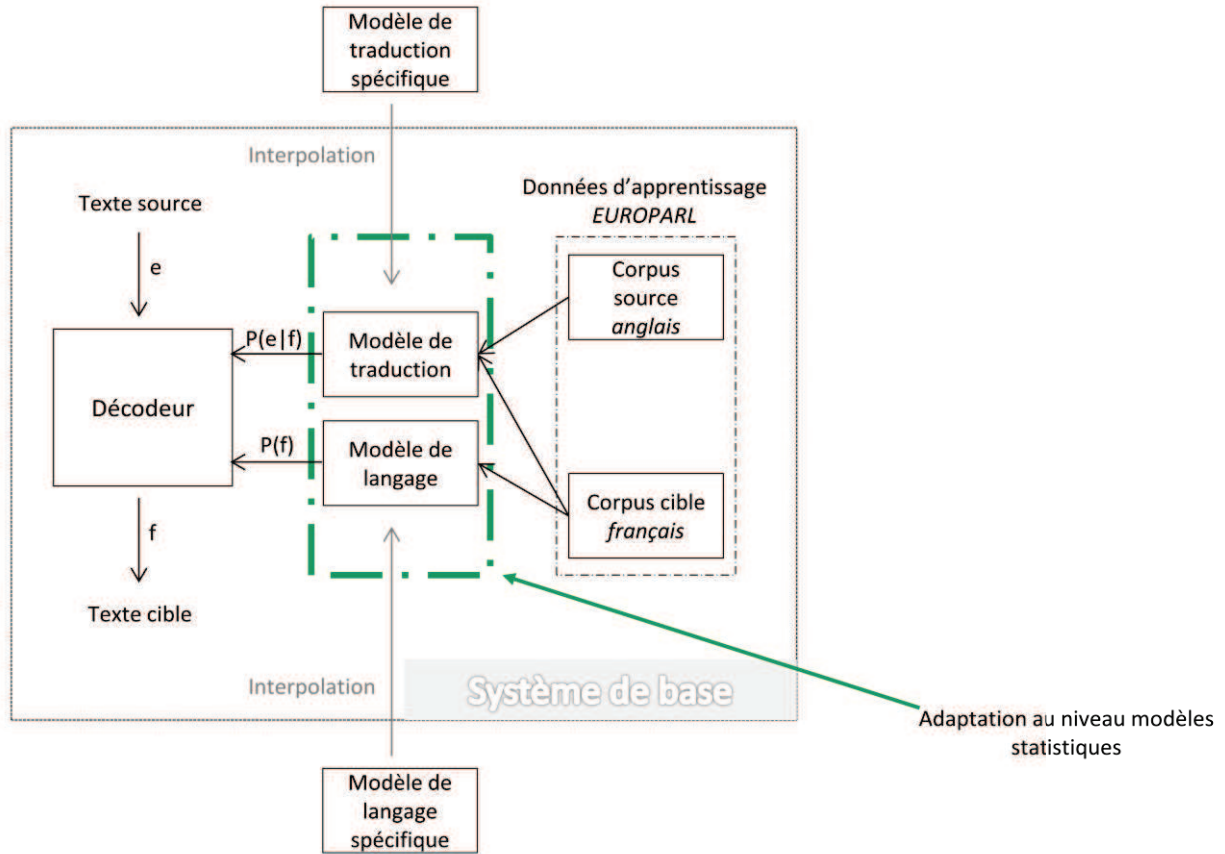 Modèle de
traduction
spécifique
Interpolation
Données d'apprentissage
EUROPARL
Texte source
e
Corpus
source
anglais
P(e|f)
Modèle de
traduction
Décodeur
P(f)
Modèle de
langage
Corpus cible
français
f
Texte cible
Interpolation
Système de base
Adaptation au niveau modèles
statistiques
Modèle de
langage
spécifique